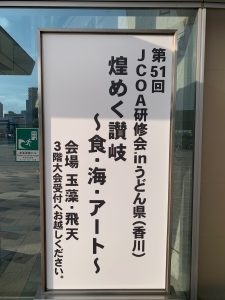 第51回
JCOA研修会inうどん県(香川)
煌めく讃岐
～食・海・アート～
会場 玉藻・飛天
3階大会受付へお越しください。